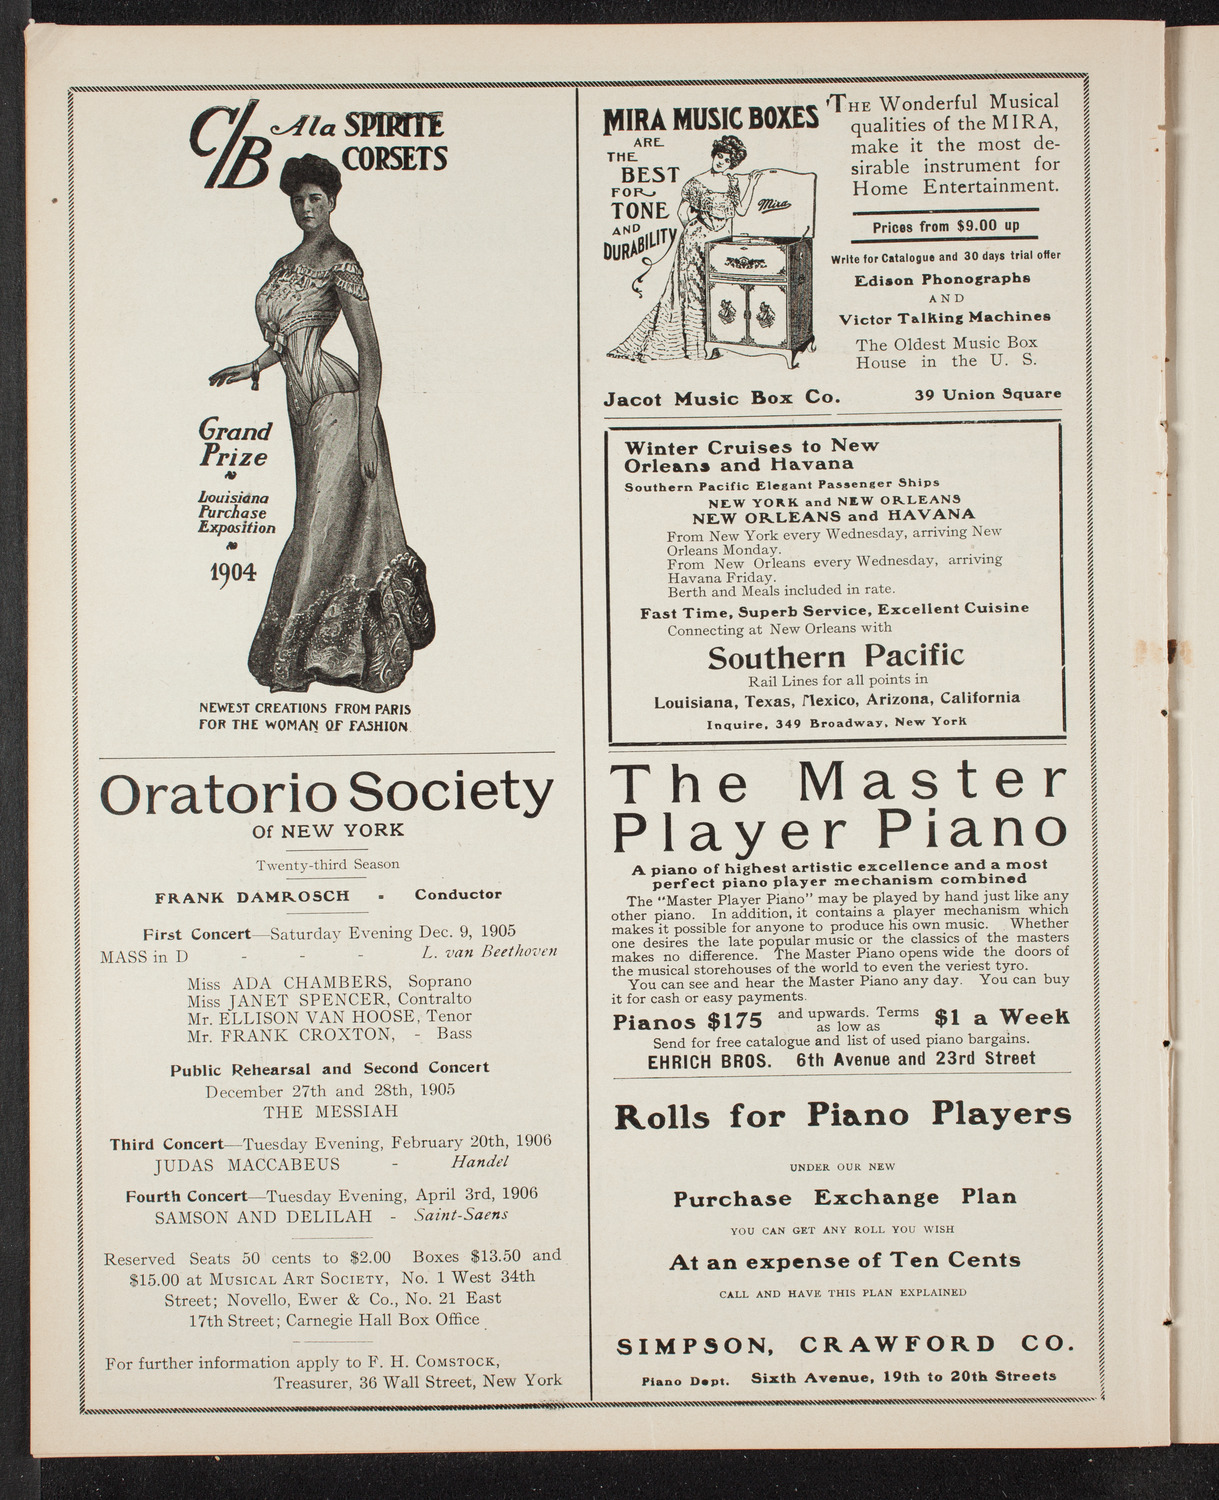 C/B Ala SPIRITE
CORSETS
Grand
Prize
Louisiana
Purchase
Exposition
1904
NEWEST CREATIONS FROM PARIS
FOR THE WOMAN OF FASHION
Oratorio Society
Of NEW YORK
Twenty-third Season
FRANK DAMROSCH - Conductor
First Concert—Saturday Evening Dec. 9, 1905
MASS in D - - - L. van Beethoven
Miss ADA CHAMBERS, Soprano
Miss JANET SPENCER, Contralto
Mr. ELLISON VAN HOOSE, Tenor
Mr. FRANK CROXTON, - Bass
Public Rehearsal and Second Concert
December 27th and 28th, 1905
THE MESSIAH
Third Concert—Tuesday Evening, February 20th, 1906
JUDAS MACCABEUS - Handel
Fourth Concert—Tuesday Evening, April 3rd, 1906
SAMSON AND DELILAH - Saint-Saens
Reserved Seats 50 cents to $2.00 Boxes $13.50 and
$15.00 at MUSICAL ART SOCIETY, No. 1 West 34th
Street; Novello, Ewer & Co., No. 21 East
17th Street; Carnegie Hall Box Office
For further information apply to F. H. COMSTOCK,
Treasurer, 36 Wall Street, New York
MIRA MUSIC BOXES
ARE
THE
BEST
FOR
TONE
AND
DURABILITY
Mira
THE Wonderful Musical
qualities of the MIRA,
make it the most de-
sirable instrument for
Home Entertainment.
Prices from $9.00 up
Write for Catalogue and 30 days trial offer
Edison Phonographs
AND
Victor Talking Machines
The Oldest Music Box
House in the U. S.
Jacot Music Box Co. 39 Union Square
Winter Cruises to New
Orleans and Havana
Southern Pacific Elegant Passenger Ships
NEW YORK and NEW ORLEANS
NEW ORLEANS and HAVANA
From New York every Wednesday, arriving New
Orleans Monday.
From New Orleans every Wednesday, arriving
Havana Friday.
Berth and Meals included in rate.
Fast Time, Superb Service, Excellent Cuisine
Connecting at New Orleans with
Southern Pacific
Rail Lines for all points in
Louisiana, Texas, Mexico, Arizona, California
Inquire, 349 Broadway, New York
The Master
Player Piano
A piano of highest artistic excellence and a most
perfect piano player mechanism combined
The "Master Player Piano" may be played by hand just like any
other piano. In addition, it contains a player mechanism which
makes it possible for anyone to produce his own music. Whether
one desires the late popular music or the classics of the masters
makes no difference. The Master Piano opens wide the doors of
the musical storehouses of the world to even the veriest tyro.
You can see and hear the Master Piano any day. You can buy
it for cash or easy payments.
Pianos $175 and upwards. Terms as low as $1 a Week
Send for free catalogue and list of used piano bargains.
EHRICH BROS. 6th Avenue and 23rd Street
Rolls for Piano Players
UNDER OUR NEW
Purchase Exchange Plan
YOU CAN GET ANY ROLL YOU WISH
At an expense of Ten Cents
CALL AND HAVE THIS PLAN EXPLAINED
SIMPSON, CRAWFORD CO.
Piano Dept. Sixth Avenue, 19th to 20th Streets